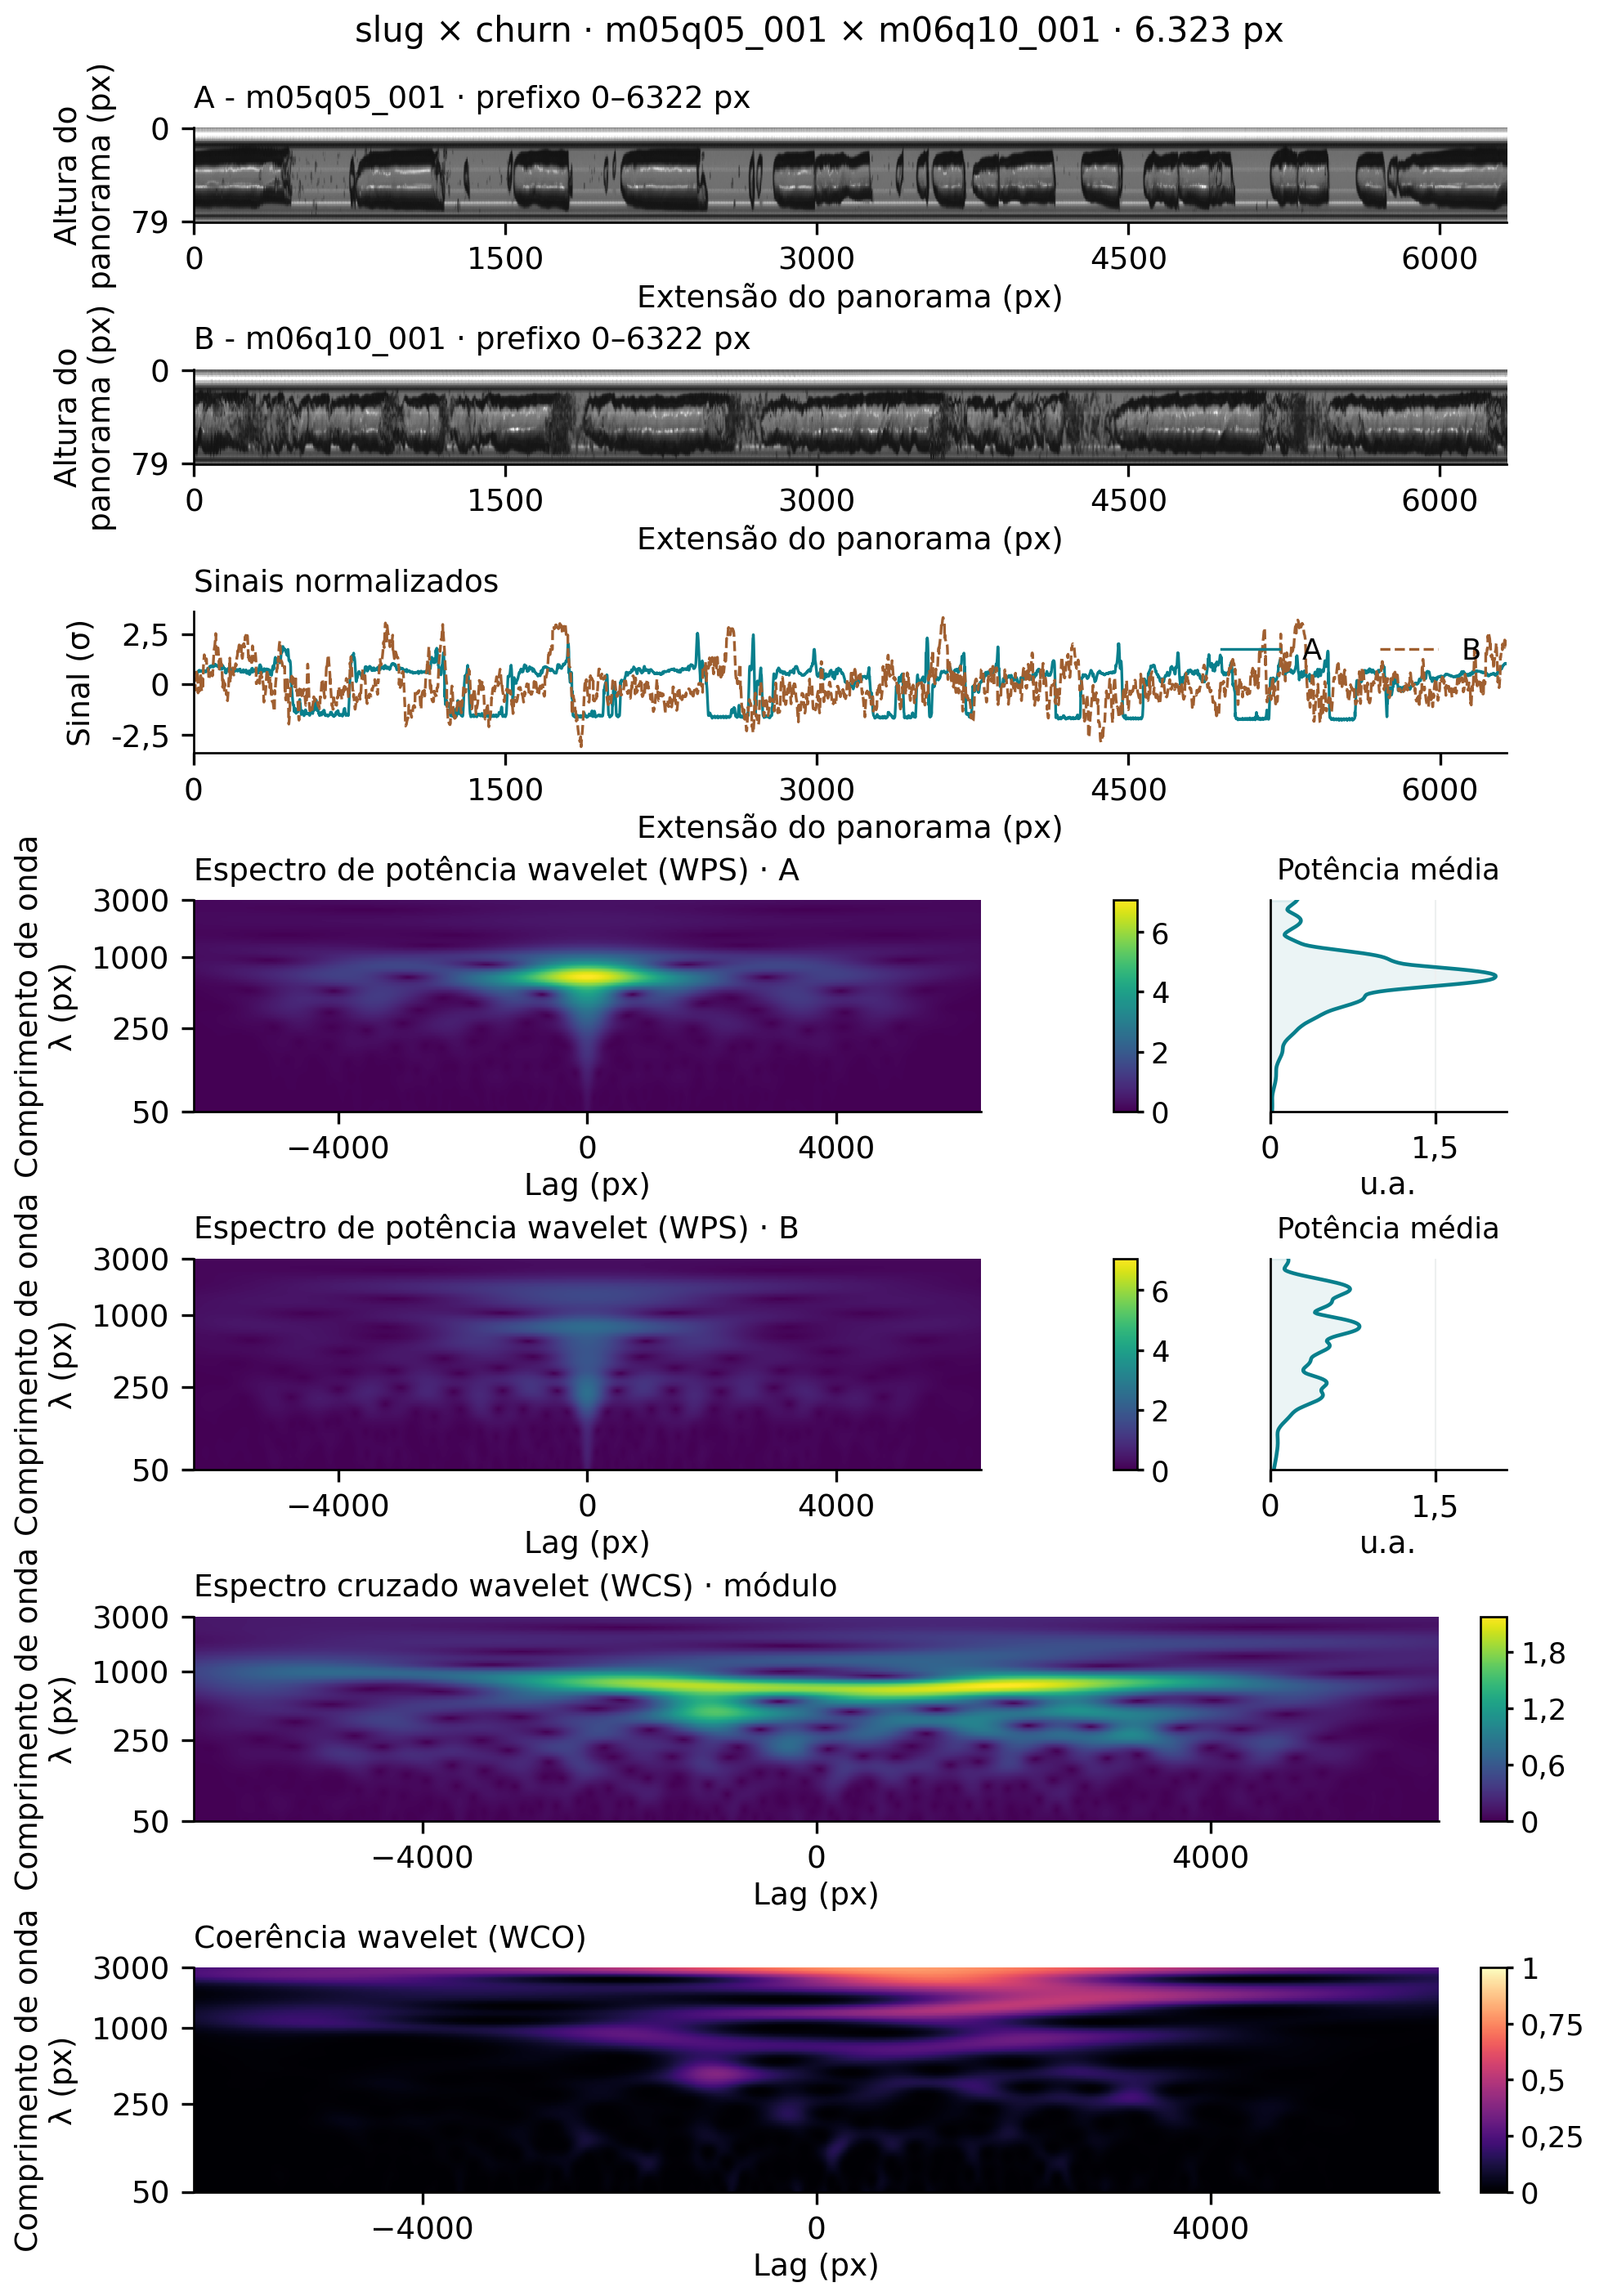 slug × churn · m05q05_001 × m06q10_001 · 6.323 px
A - m05q05_001 · prefixo 0–6322 px
Altura do
panorama (px)
0
79
0 1500 3000 4500 6000
Extensão do panorama (px)
B - m06q10_001 · prefixo 0–6322 px
Altura do
panorama (px)
0
79
0 1500 3000 4500 6000
Extensão do panorama (px)
Sinais normalizados
Sinal (σ)
2,5
0
-2,5
A B
0 1500 3000 4500 6000
Extensão do panorama (px)
Espectro de potência wavelet (WPS) · A
Comprimento de onda
λ (px)
3000
1000
250
50
−4000 0 4000
Lag (px)
6
4
2
0
Potência média
0 1,5
u.a.
Espectro de potência wavelet (WPS) · B
Comprimento de onda
λ (px)
3000
1000
250
50
−4000 0 4000
Lag (px)
6
4
2
0
Potência média
0 1,5
u.a.
Espectro cruzado wavelet (WCS) · módulo
Comprimento de onda
λ (px)
3000
1000
250
50
−4000 0 4000
Lag (px)
1,8
1,2
0,6
0
Coerência wavelet (WCO)
Comprimento de onda
λ (px)
3000
1000
250
50
−4000 0 4000
Lag (px)
1
0,75
0,5
0,25
0